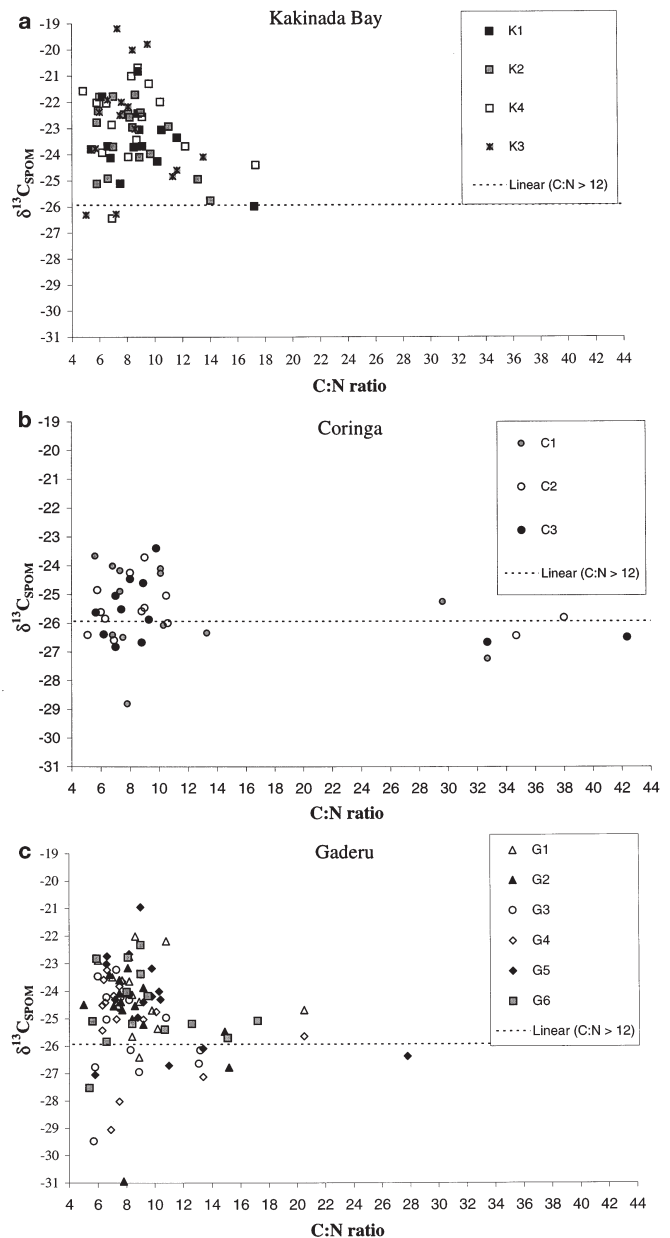 a
Kakinada Bay
-19
-20
-21
-22
-23
-24
-25
-26
-27
-28
-29
-30
-31
δ13CSPOM
4 6 8 10 12 14 16 18 20 22 24 26 28 30 32 34 36 38 40 42 44
C:N ratio
K1
K2
K4
K3
Linear (C:N > 12)
b
Coringa
-19
-20
-21
-22
-23
-24
-25
-26
-27
-28
-29
-30
-31
δ13CSPOM
4 6 8 10 12 14 16 18 20 22 24 26 28 30 32 34 36 38 40 42 44
C:N ratio
C1
C2
C3
Linear (C:N > 12)
c
Gaderu
-19
-20
-21
-22
-23
-24
-25
-26
-27
-28
-29
-30
-31
δ13CSPOM
4 6 8 10 12 14 16 18 20 22 24 26 28 30 32 34 36 38 40 42 44
C:N ratio
G1
G2
G3
G4
G5
G6
Linear (C:N > 12)